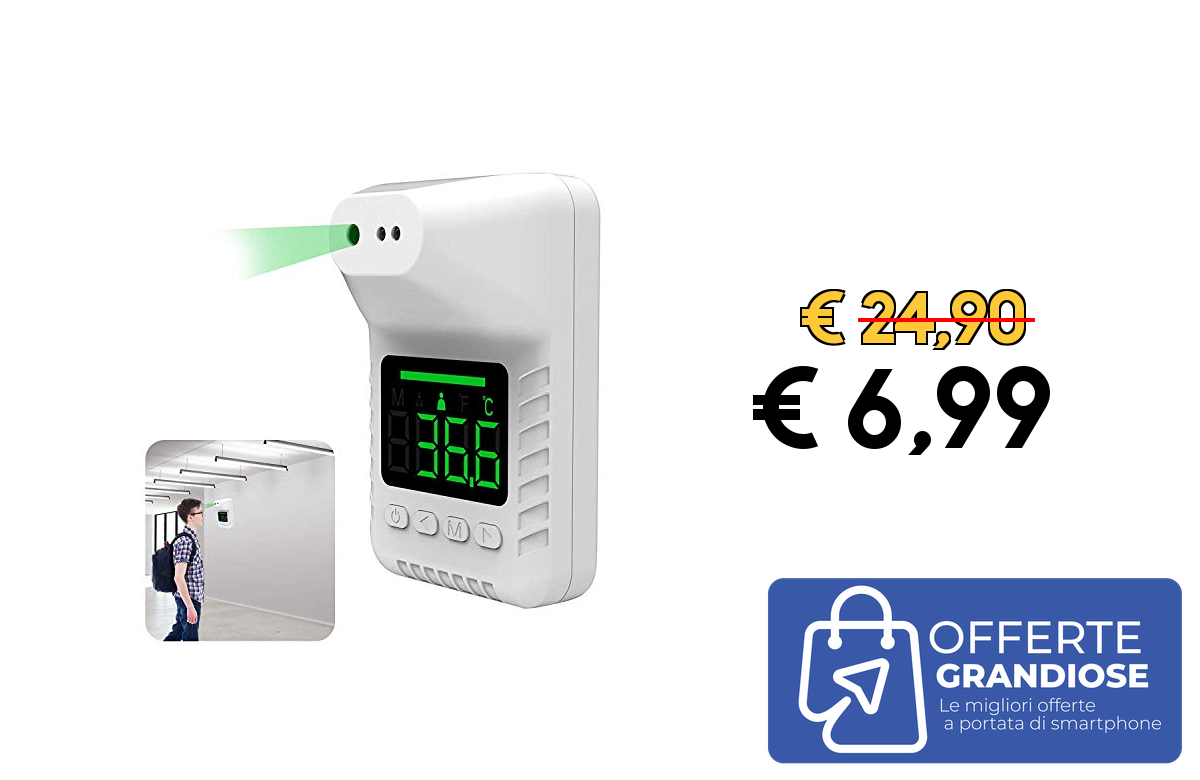 € 24,90
€ 6,99
M °F °C
36,6
M
OFFERTE
GRANDIOSE
Le migliori offerte
a portata di smartphone